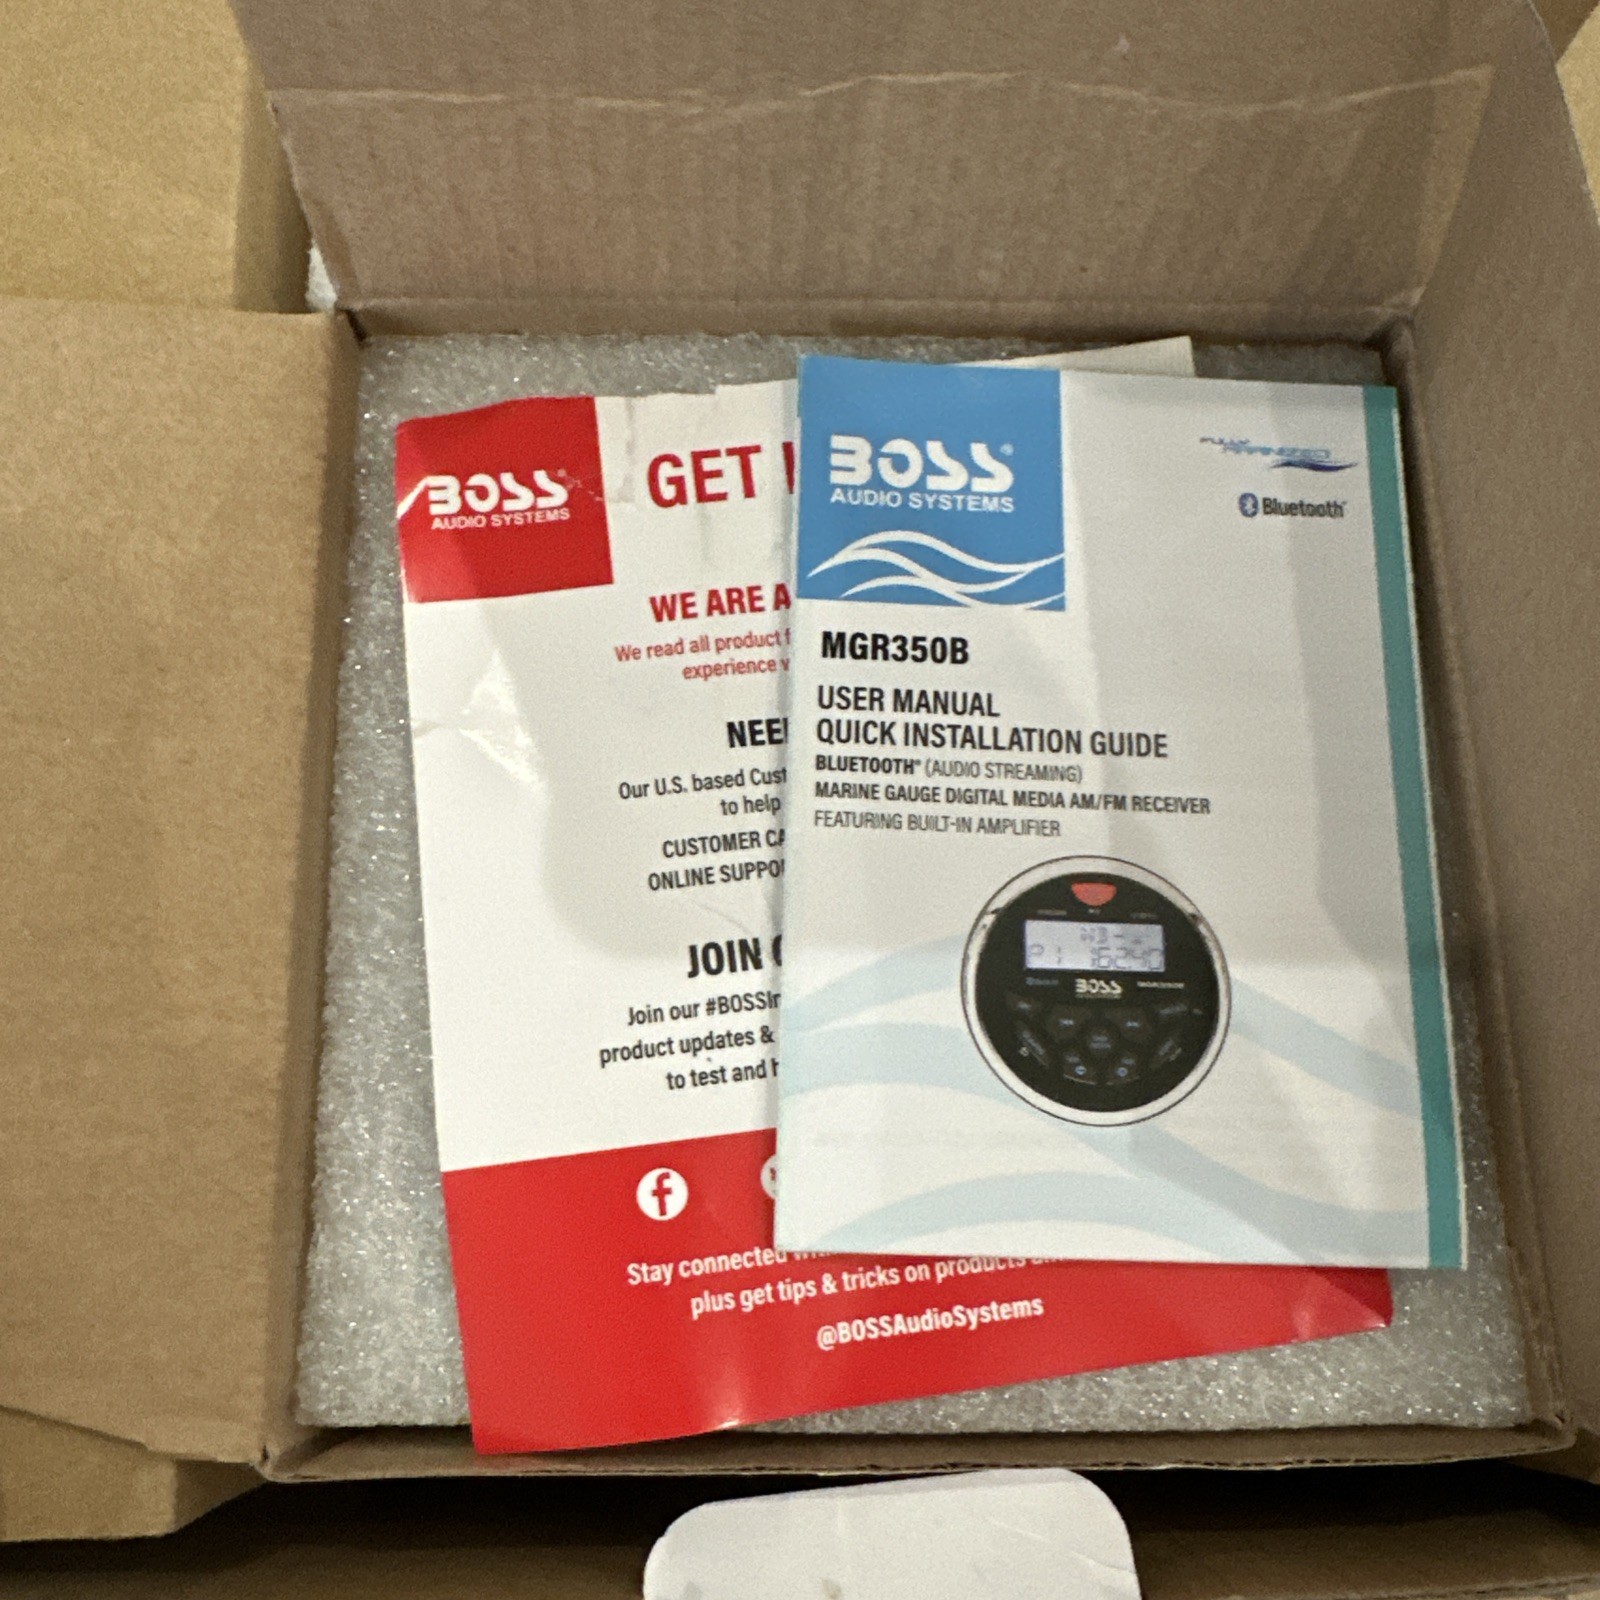 BOSS
AUDIO SYSTEMS
GET
WE ARE A
We read all product
experience
NEE
Our U.S. based Cust
to help
CUSTOMER CA
ONLINE SUPPO
JOIN
Join our #BOSSIn
product updates &
to test and h
f
Stay connected
plus get tips & tricks on products
@BOSSAudioSystems
BOSS®
AUDIO SYSTEMS
Bluetooth®
MGR350B
USER MANUAL
QUICK INSTALLATION GUIDE
BLUETOOTH® (AUDIO STREAMING)
MARINE GAUGE DIGITAL MEDIA AM/FM RECEIVER
FEATURING BUILT-IN AMPLIFIER
BOSS